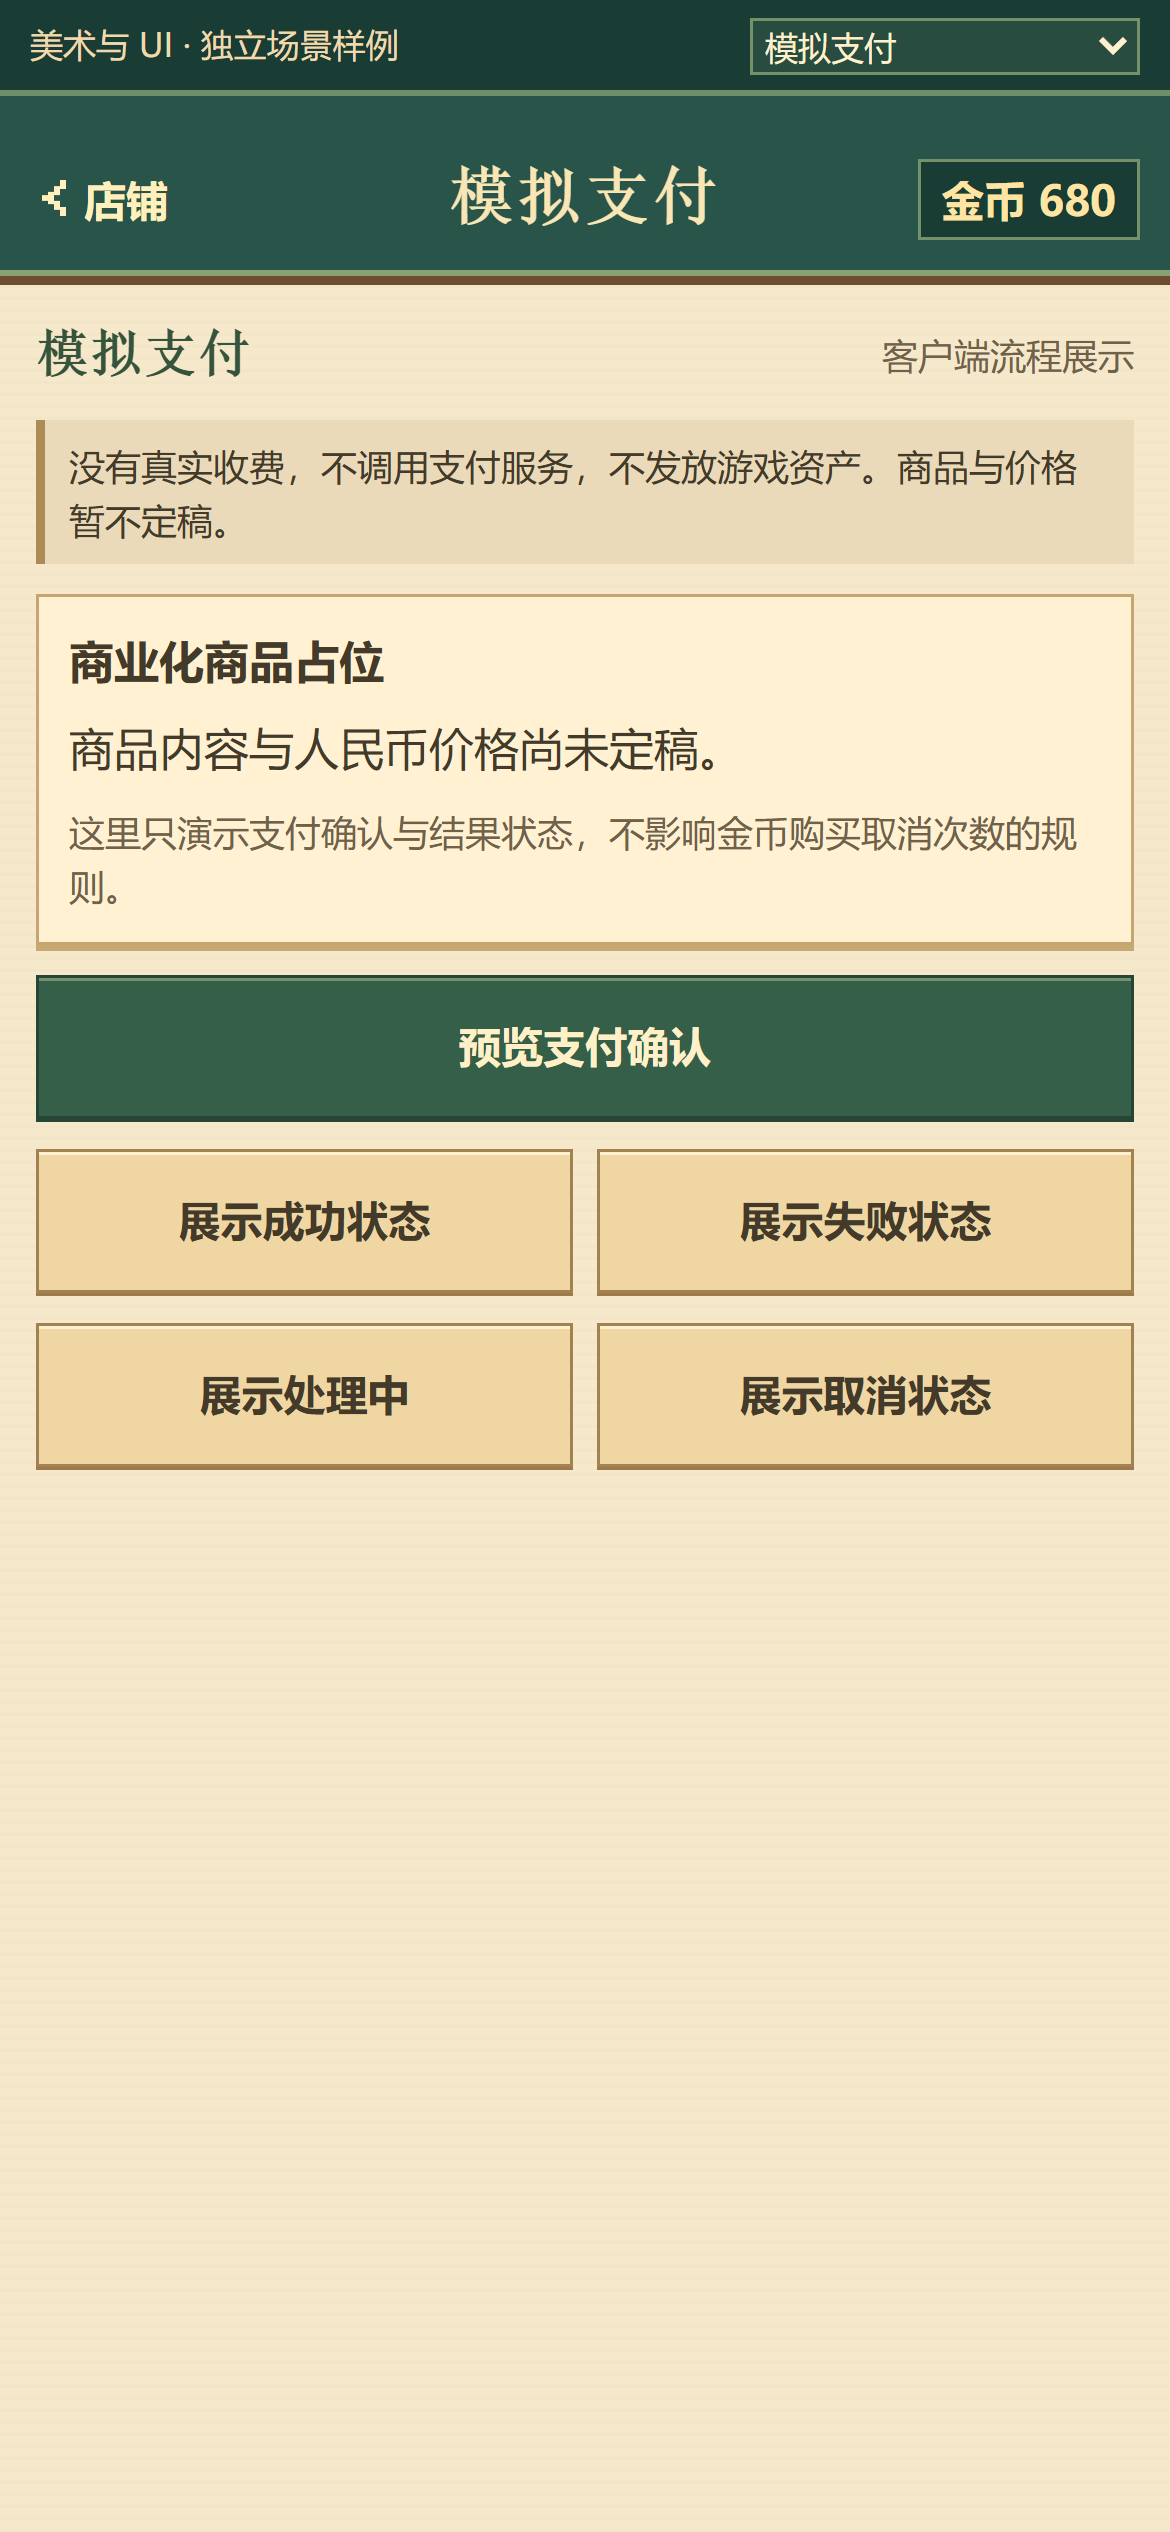 美术与 UI · 独立场景样例
模拟支付
店铺
模拟支付
金币 680
模拟支付
客户端流程展示
没有真实收费，不调用支付服务，不发放游戏资产。商品与价格
暂不定稿。
商业化商品占位
商品内容与人民币价格尚未定稿。
这里只演示支付确认与结果状态，不影响金币购买取消次数的规
则。
预览支付确认
展示成功状态
展示失败状态
展示处理中
展示取消状态